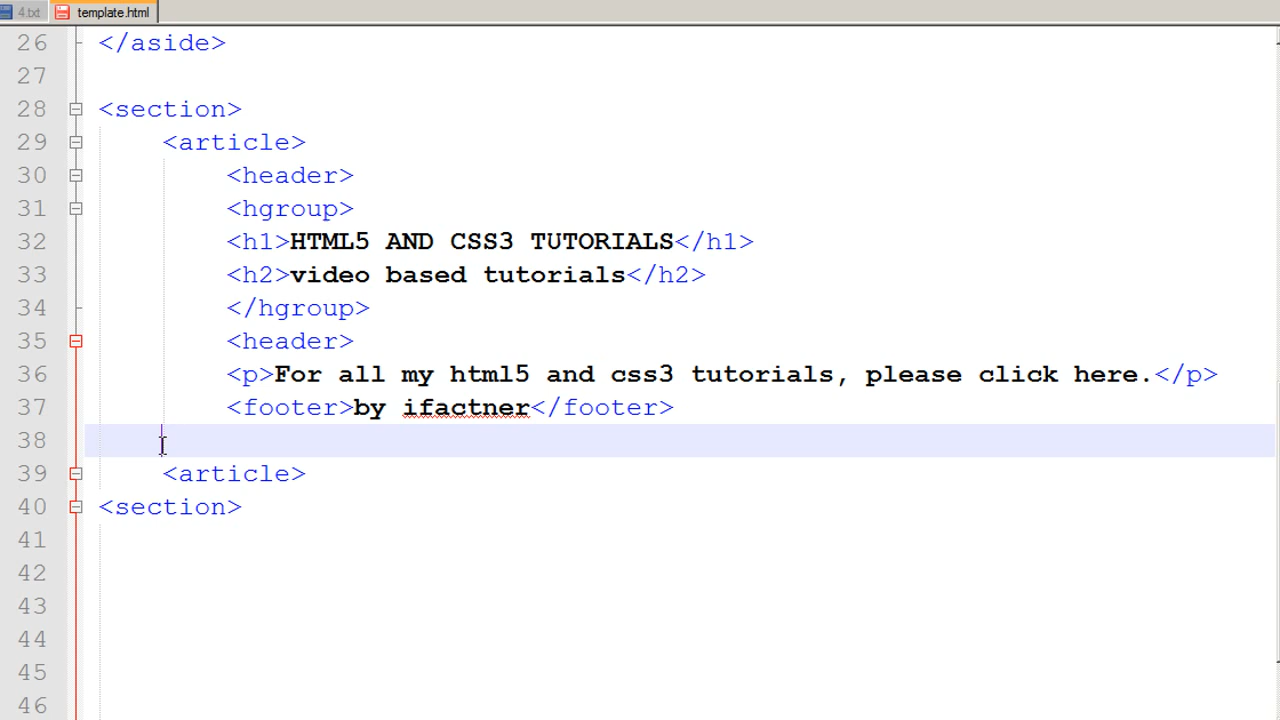 4.txt template.html
26 </aside>
27
28 <section>
29 <article>
30 <header>
31 <hgroup>
32 <h1>HTML5 AND CSS3 TUTORIALS</h1>
33 <h2>video based tutorials</h2>
34 </hgroup>
35 <header>
36 <p>For all my html5 and css3 tutorials, please click here.</p>
37 <footer>by ifactner</footer>
38
39 <article>
40 <section>
41
42
43
44
45
46